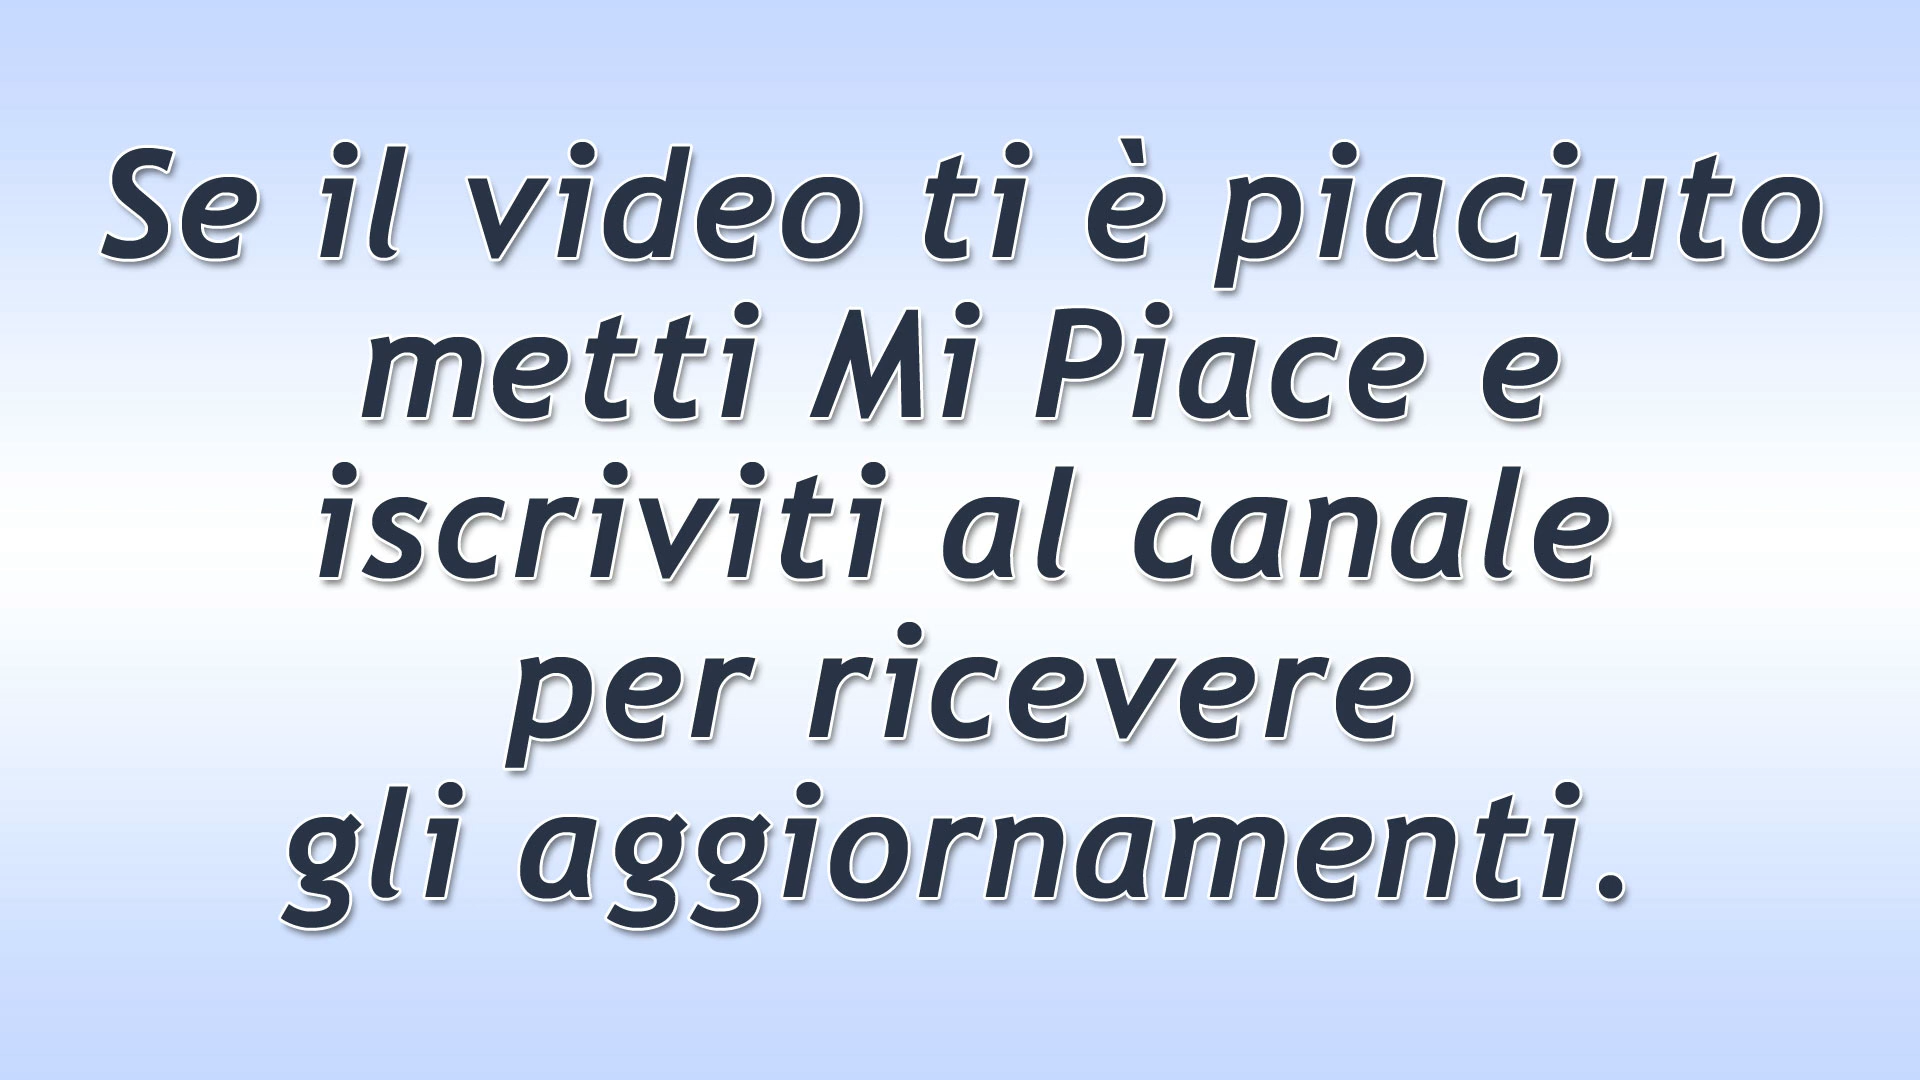 Se il video ti è piaciuto
metti Mi Piace e
iscriviti al canale
per ricevere
gli aggiornamenti.